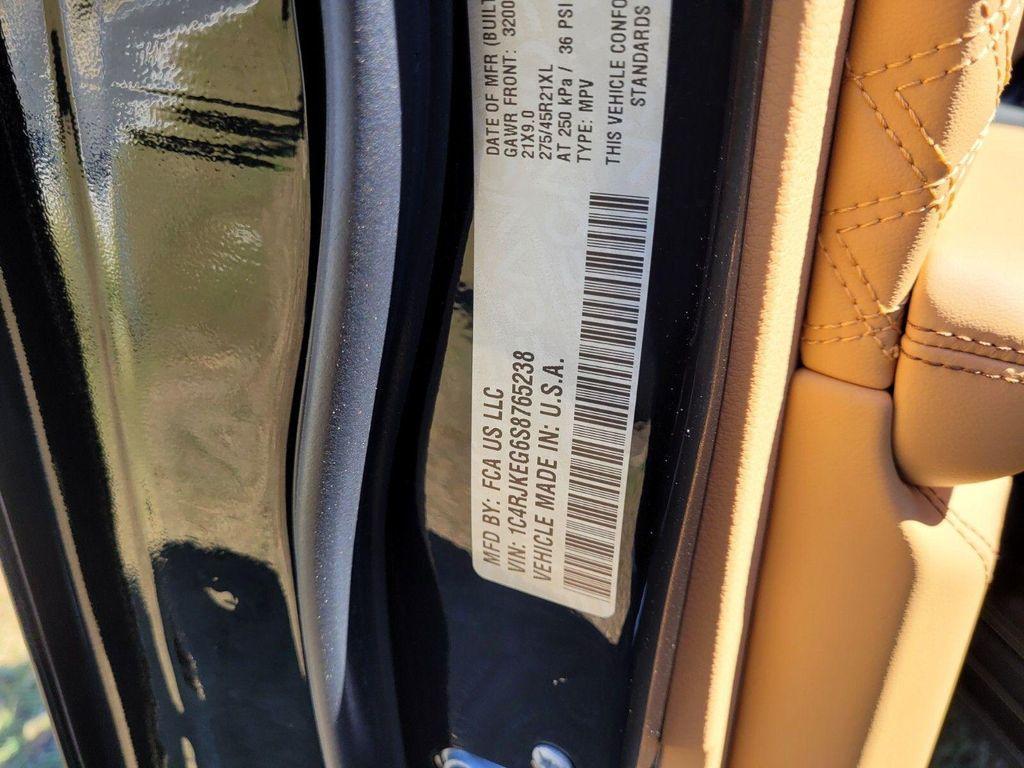 MFD BY: FCA US LLC
VIN: 1C4RJKEG6S8765238
VEHICLE MADE IN: U.S.A.
DATE OF MFR (BUILT
GAWR FRONT: 3200
21X9.0
275/45R21XL
AT 250 kPa / 36 PSI
TYPE: MPV
THIS VEHICLE CONFO
STANDARDS